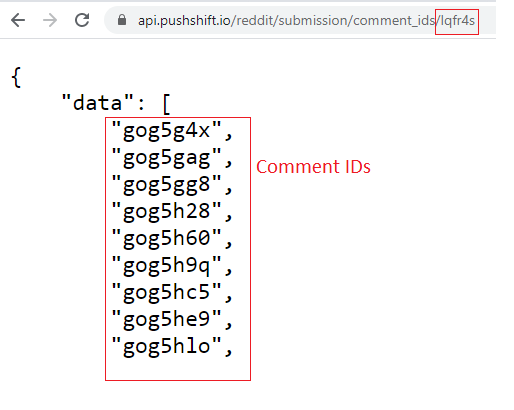 api.pushshift.io/reddit/submission/comment_ids/lqfr4s
{
"data": [
"gog5g4x",
"gog5gag",
Comment IDs
"gog5gg8",
"gog5h28",
"gog5h60",
"gog5h9q",
"gog5hc5",
"gog5he9",
"gog5hlo",